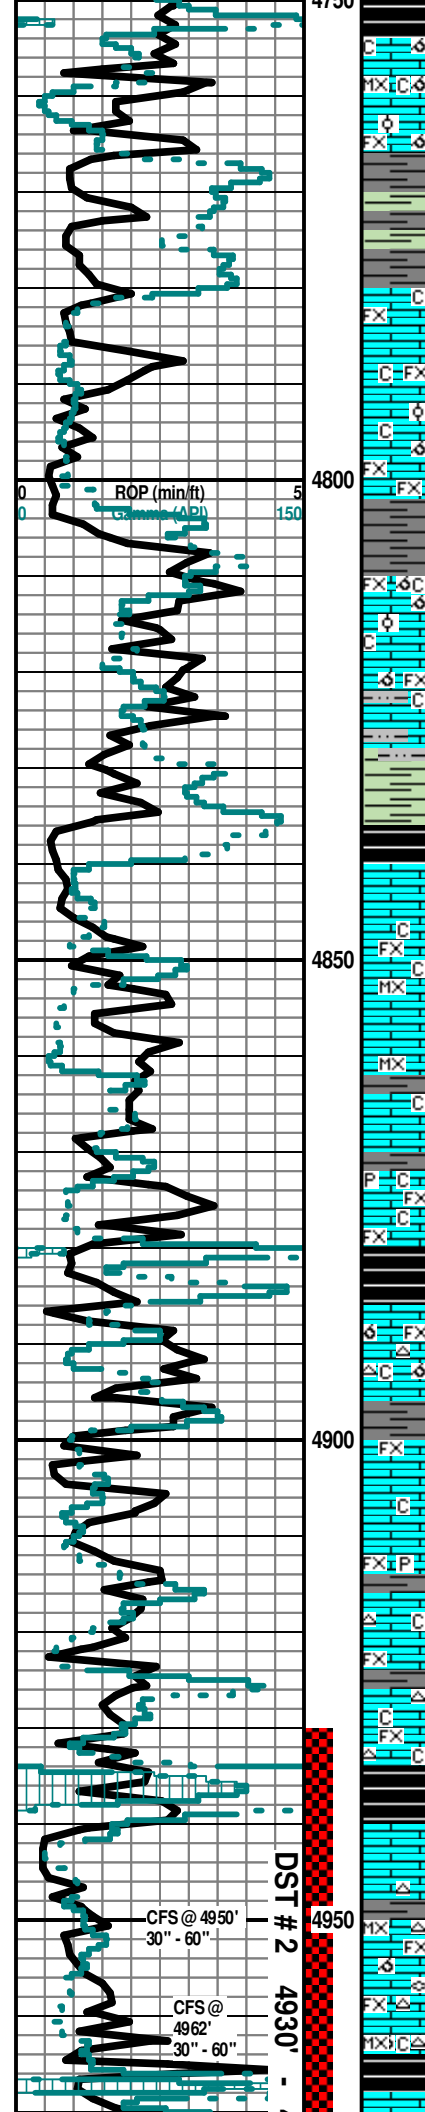 4750
C
MX C
FX
C
FX
C FX
C
FX
FX
0 ROP (min/ft) 5
4800
0 Gamma (API) 150
FX C
C
FX
C
C
FX
4850
C
MX
MX
C
P C
FX
C
FX
FX
C
4900
FX
C
FX P
C
FX
C
FX
C
DST # 2 4930' -
CFS @ 4950'
30" - 60"
4950
MX
FX
CFS @
4962'
30" - 60"
FX
MX C